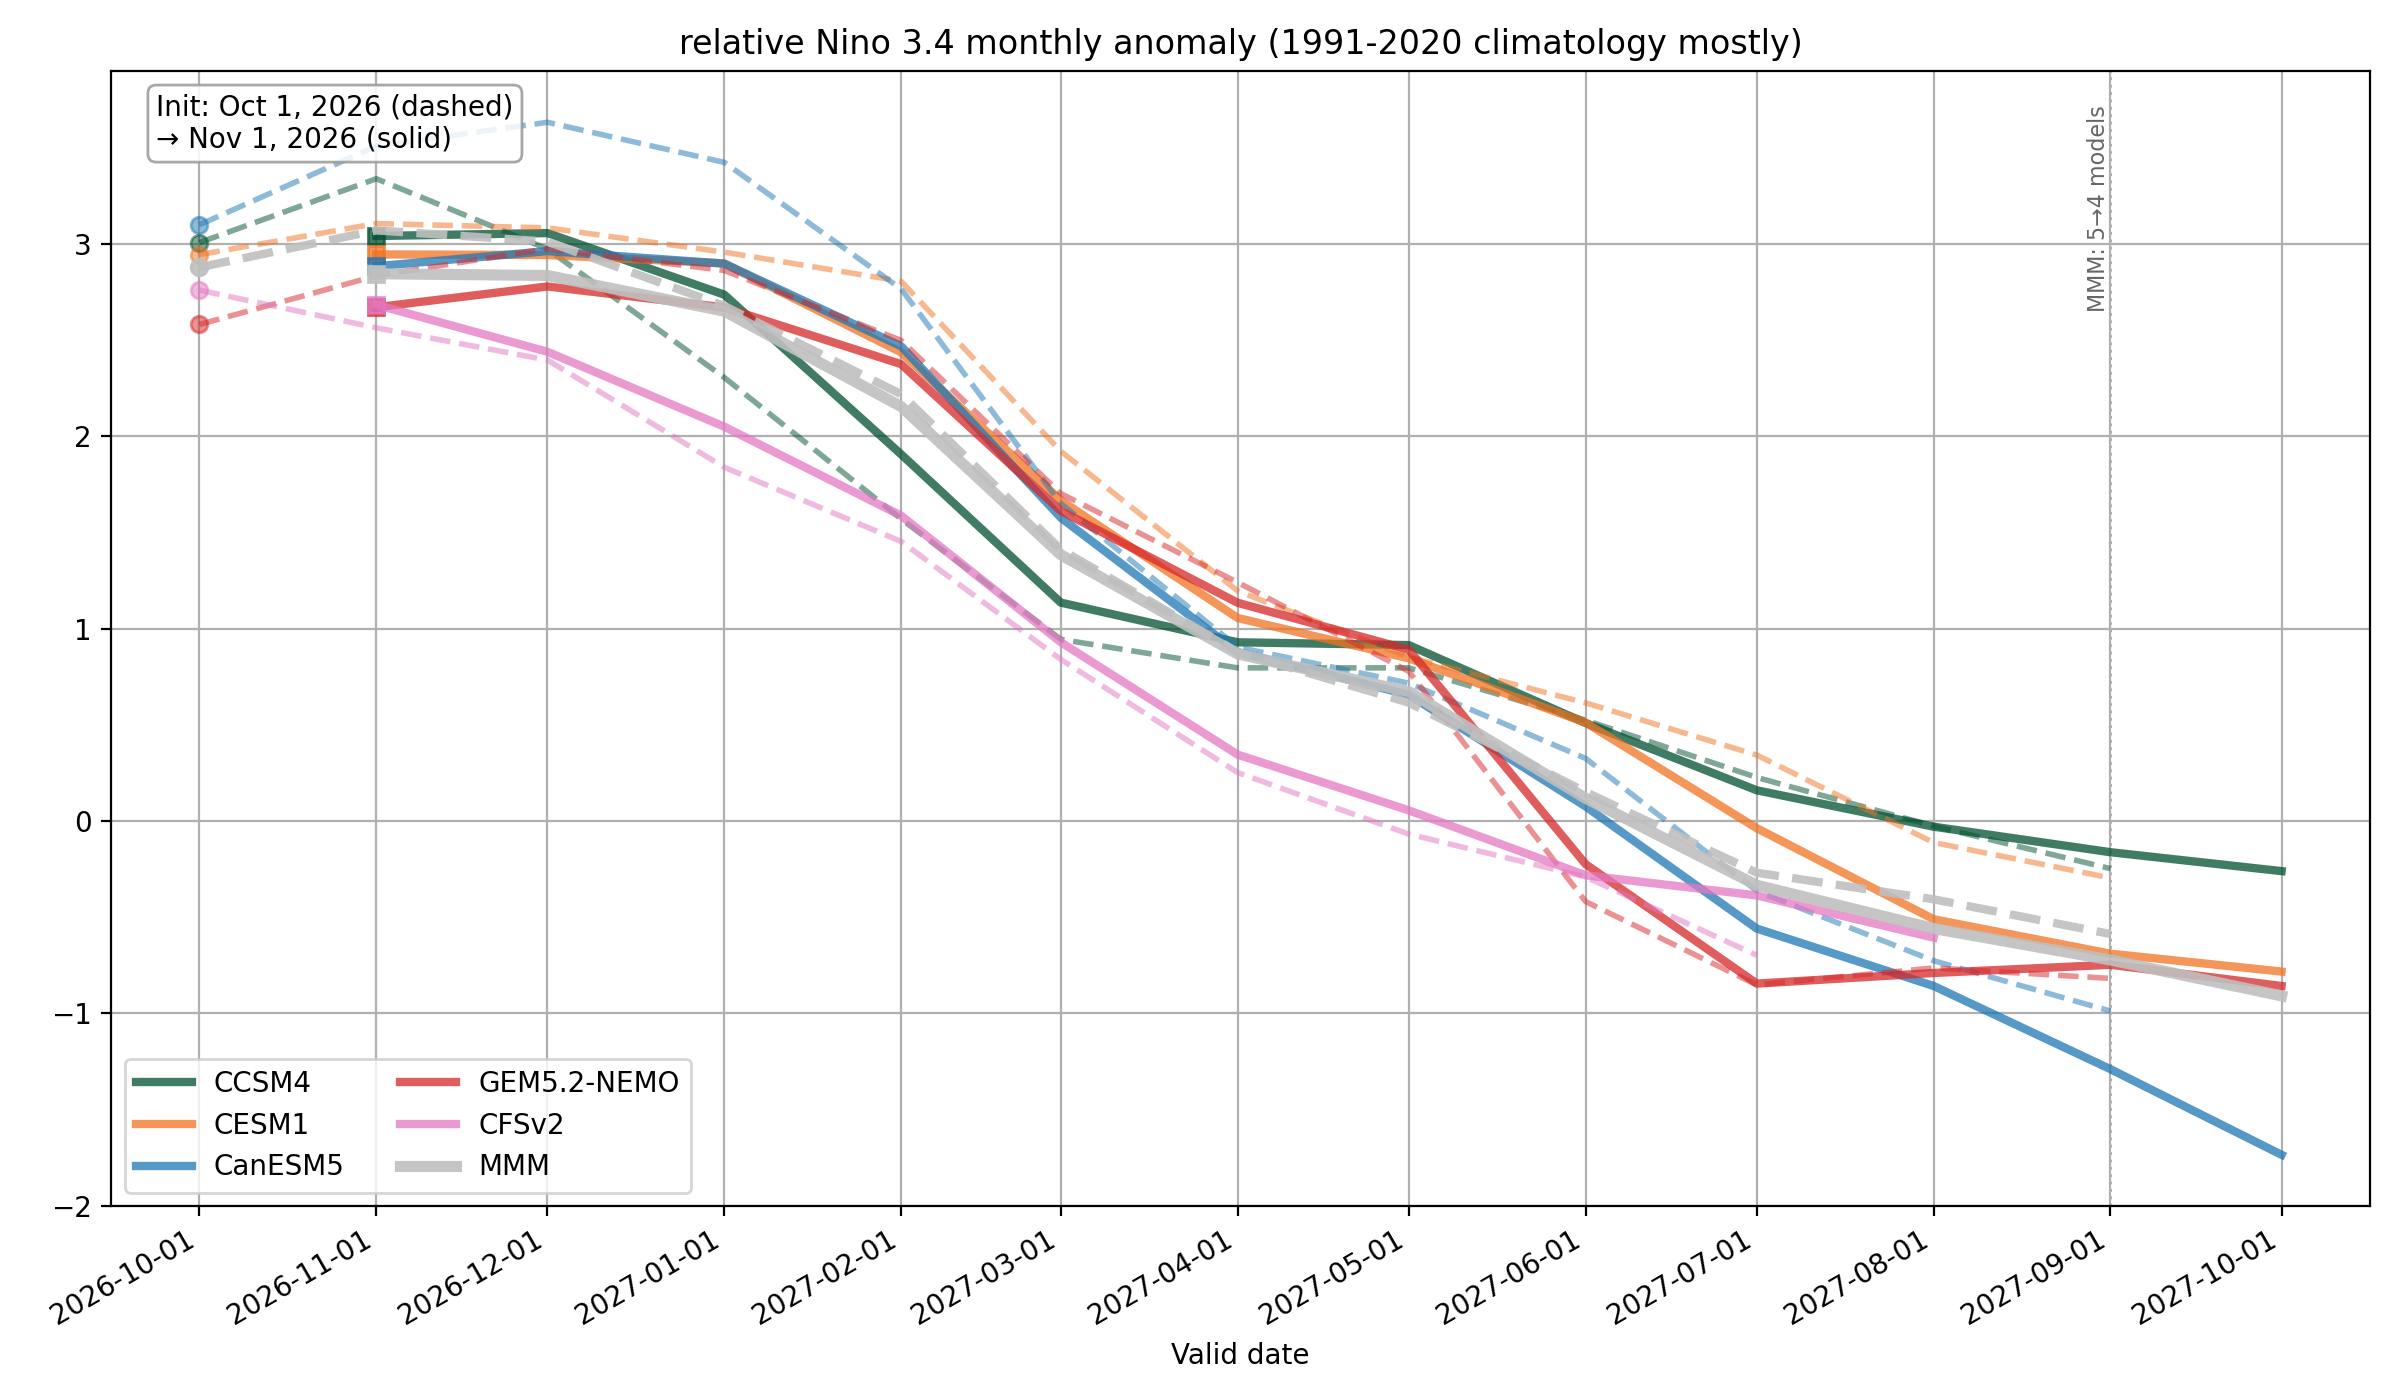 relative Nino 3.4 monthly anomaly (1991-2020 climatology mostly)
Init: Oct 1, 2026 (dashed)
→ Nov 1, 2026 (solid)
MMM: 5→4 models
3
2
1
0
−1
−2
CCSM4
CESM1
CanESM5
GEM5.2-NEMO
CFSv2
MMM
2026-10-01
2026-11-01
2026-12-01
2027-01-01
2027-02-01
2027-03-01
2027-04-01
2027-05-01
2027-06-01
2027-07-01
2027-08-01
2027-09-01
2027-10-01
Valid date